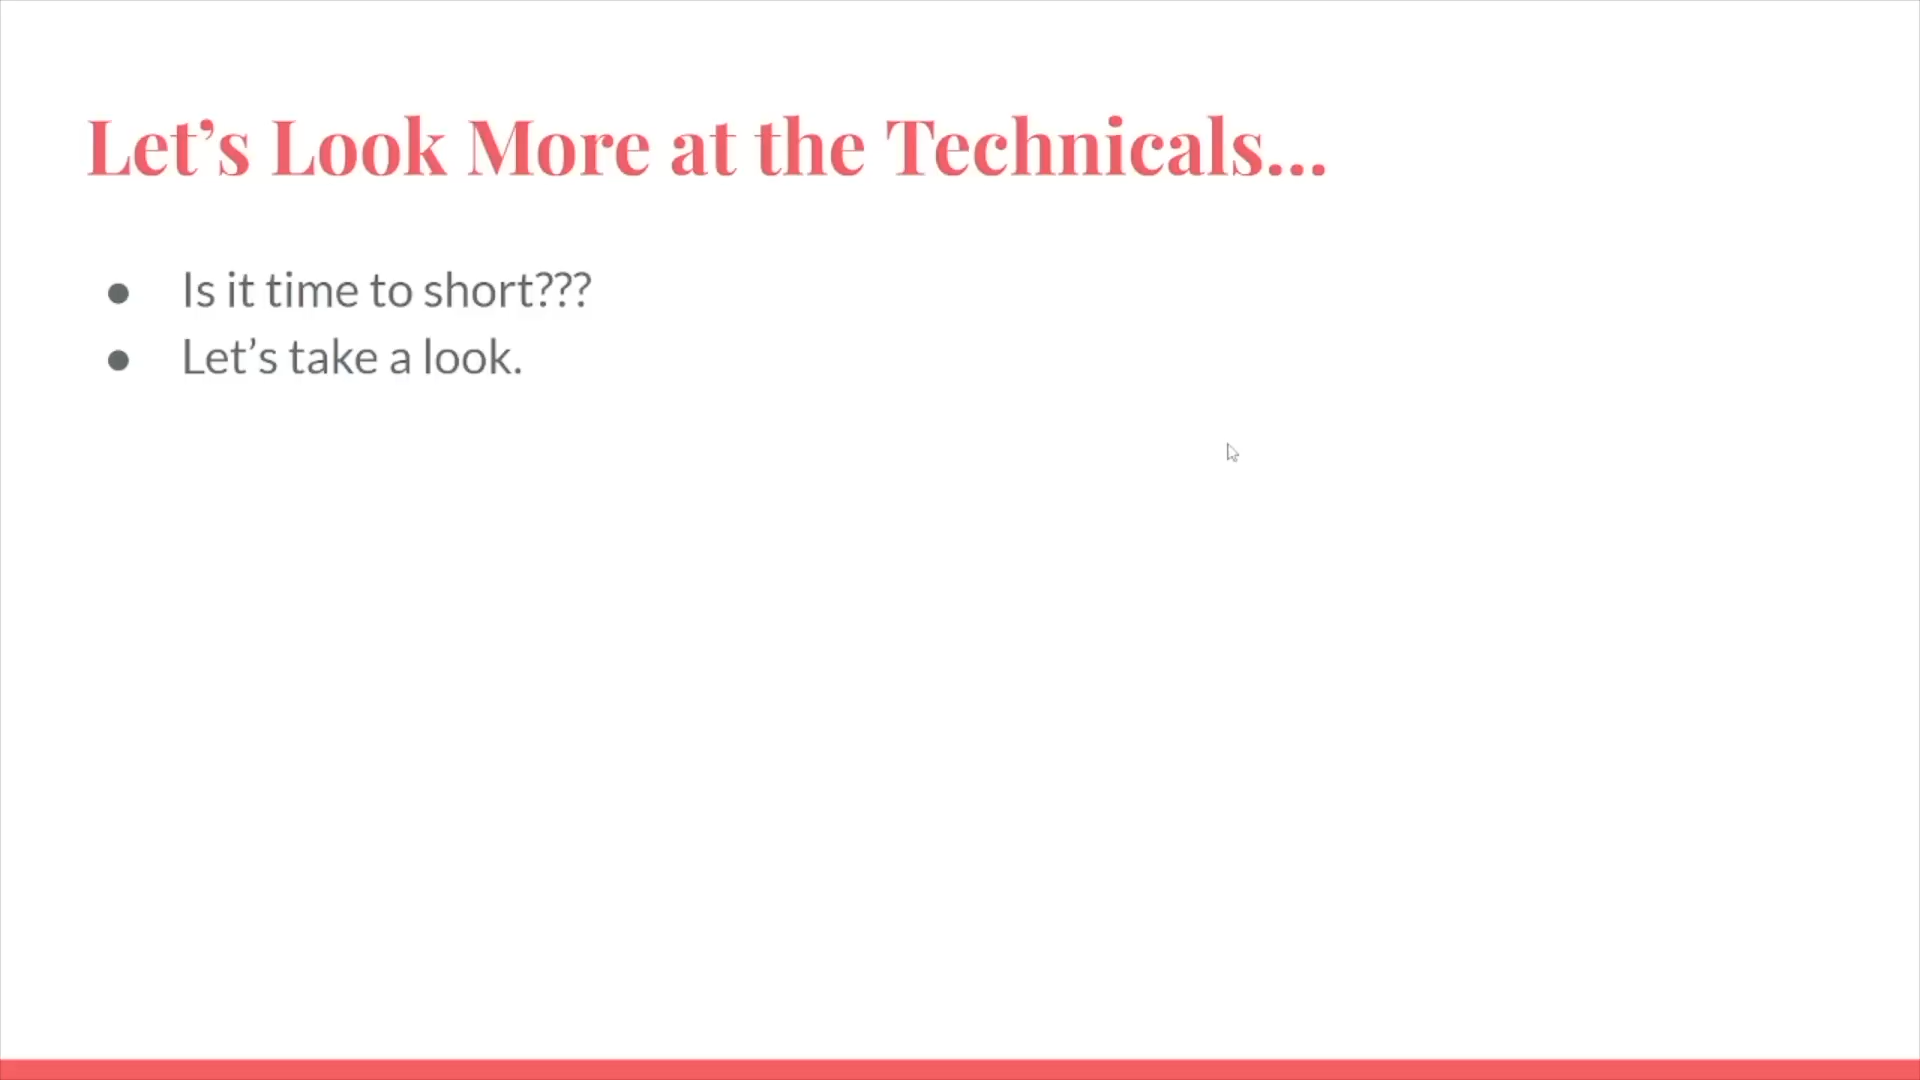 Let’s Look More at the Technicals...
● Is it time to short???
● Let’s take a look.